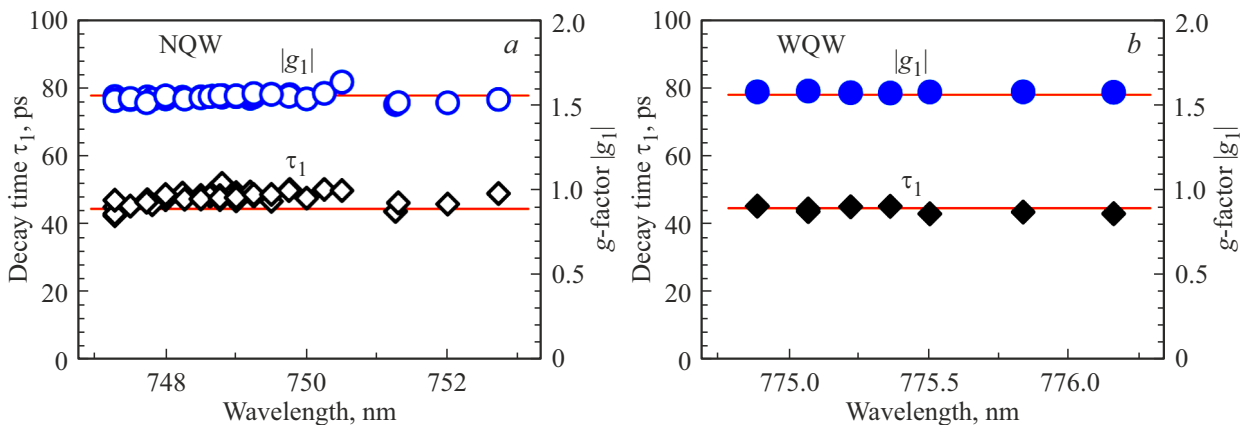 100
80
60
40
20
0
Decay time τ1, ps
NQW
a
|g1|
τ1
2.0
1.5
1.0
0.5
0
g-factor |g1|
748
750
752
Wavelength, nm
100
80
60
40
20
0
Decay time τ1, ps
WQW
b
|g1|
τ1
2.0
1.5
1.0
0.5
0
g-factor |g1|
775.0
775.5
776.0
Wavelength, nm